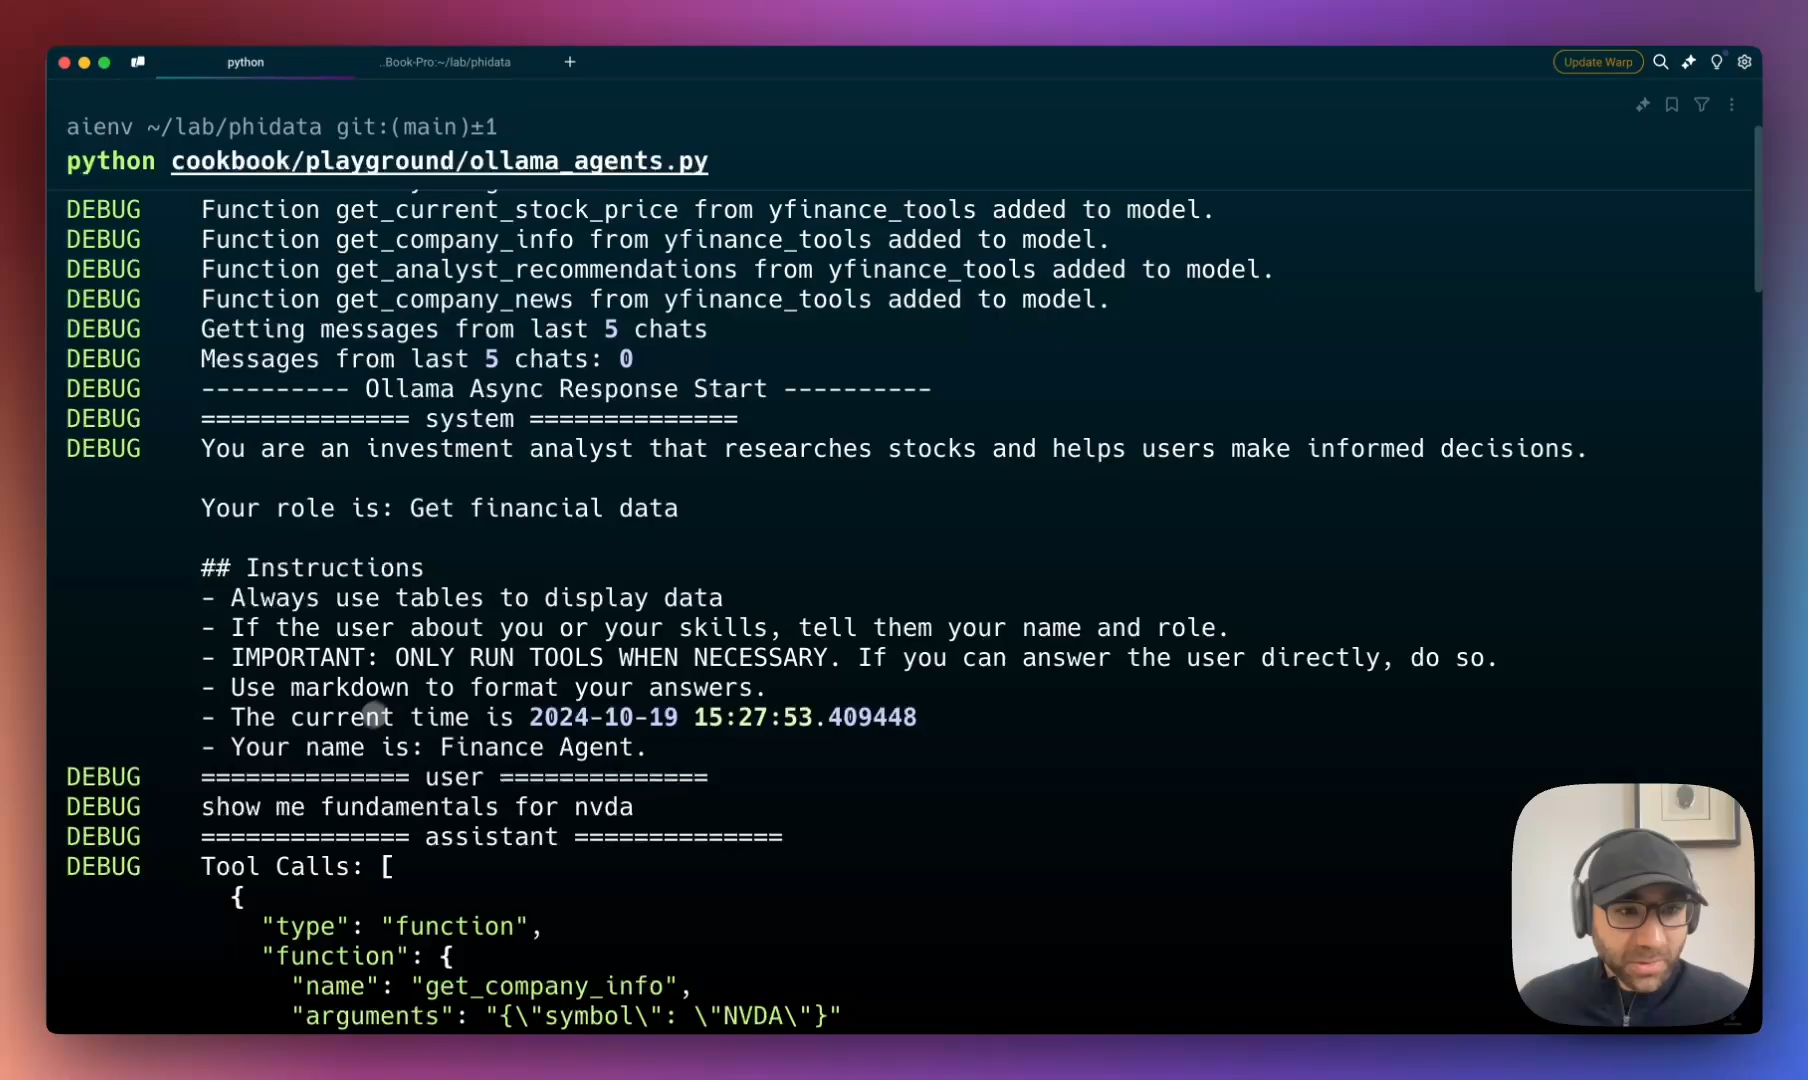 python
..Book-Pro:~/lab/phidata
Update Warp
aienv ~/lab/phidata git:(main)±1
python cookbook/playground/ollama_agents.py
DEBUG Function get_current_stock_price from yfinance_tools added to model.
DEBUG Function get_company_info from yfinance_tools added to model.
DEBUG Function get_analyst_recommendations from yfinance_tools added to model.
DEBUG Function get_company_news from yfinance_tools added to model.
DEBUG Getting messages from last 5 chats
DEBUG Messages from last 5 chats: 0
DEBUG ---------- Ollama Async Response Start ----------
DEBUG ============== system ==============
DEBUG You are an investment analyst that researches stocks and helps users make informed decisions.
Your role is: Get financial data
## Instructions
- Always use tables to display data
- If the user about you or your skills, tell them your name and role.
- IMPORTANT: ONLY RUN TOOLS WHEN NECESSARY. If you can answer the user directly, do so.
- Use markdown to format your answers.
- The current time is 2024-10-19 15:27:53.409448
- Your name is: Finance Agent.
DEBUG ============== user ==============
DEBUG show me fundamentals for nvda
DEBUG ============== assistant ==============
DEBUG Tool Calls: [
{
"type": "function",
"function": {
"name": "get_company_info",
"arguments": "{\"symbol\": \"NVDA\"}"